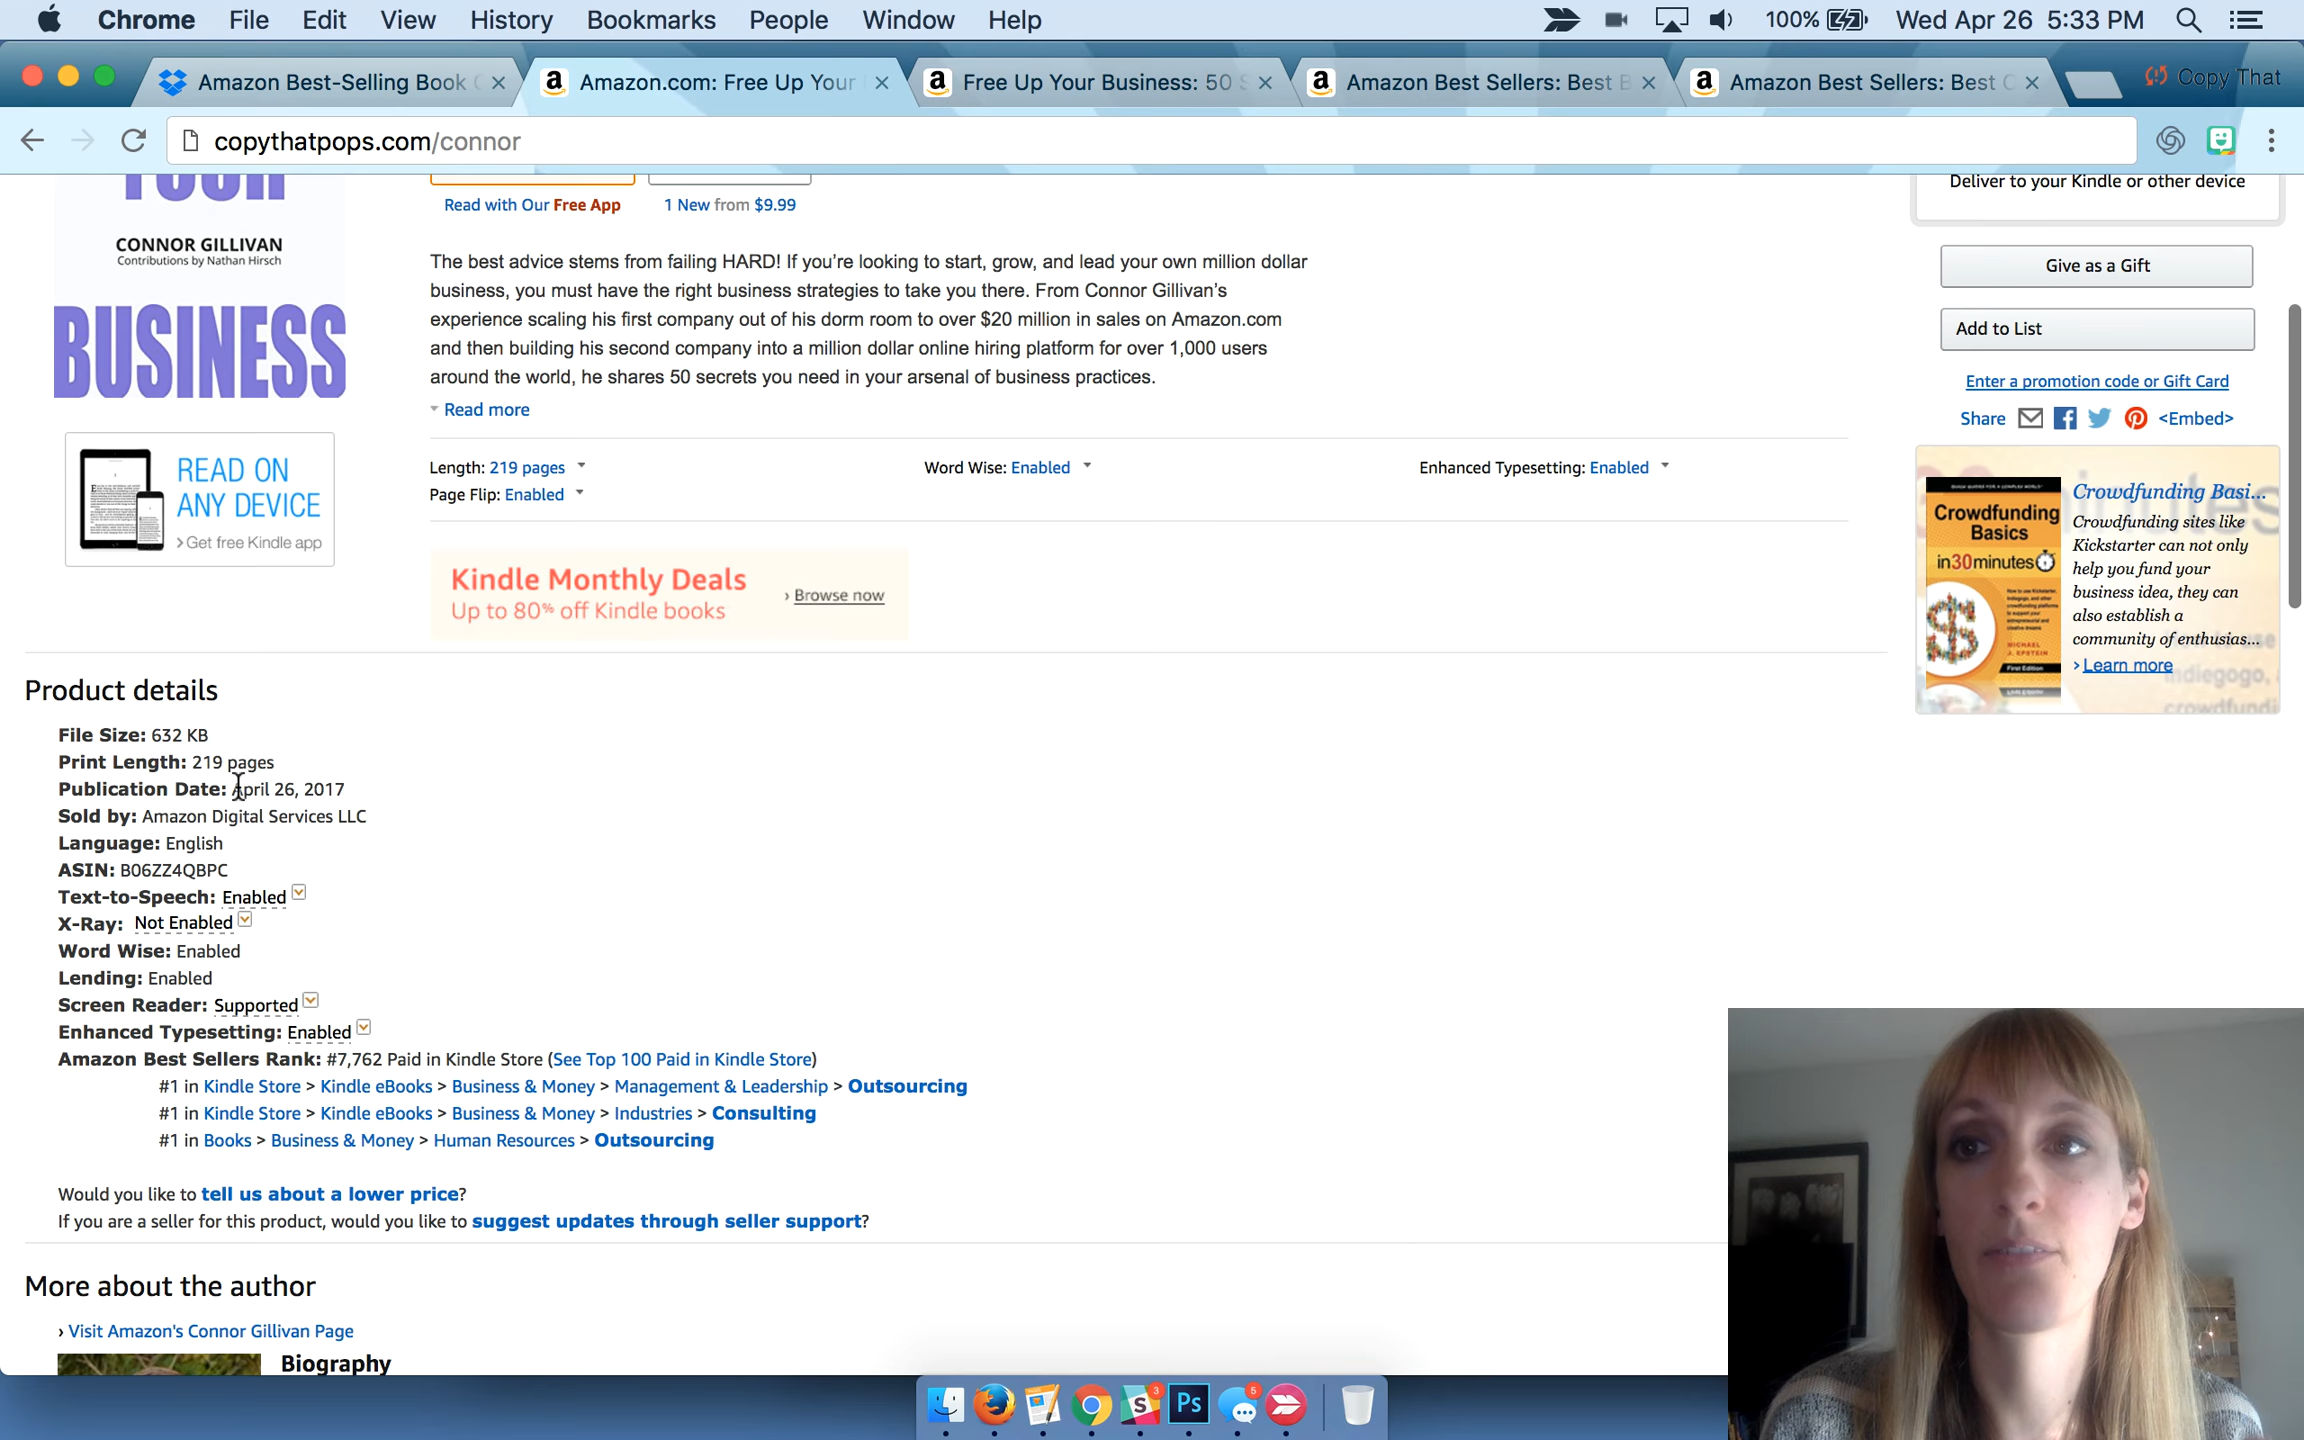 Chrome File Edit View History Bookmarks People Window Help 100% Wed Apr 26 5:33 PM
Amazon Best-Selling Book Amazon.com: Free Up Your Free Up Your Business: 50 Amazon Best Sellers: Best Amazon Best Sellers: Best Copy That
copythatpops.com/connor
YOUR
CONNOR GILLIVAN
Contributions by Nathan Hirsch
BUSINESS
READ ON
ANY DEVICE
›Get free Kindle app
Read with Our Free App 1 New from $9.99
The best advice stems from failing HARD! If you're looking to start, grow, and lead your own million dollar
business, you must have the right business strategies to take you there. From Connor Gillivan's
experience scaling his first company out of his dorm room to over $20 million in sales on Amazon.com
and then building his second company into a million dollar online hiring platform for over 1,000 users
around the world, he shares 50 secrets you need in your arsenal of business practices.
Read more
Length: 219 pages Word Wise: Enabled Enhanced Typesetting: Enabled
Page Flip: Enabled
Kindle Monthly Deals
Up to 80% off Kindle books
› Browse now
Deliver to your Kindle or other device
Give as a Gift
Add to List
Enter a promotion code or Gift Card
Share <Embed>
Crowdfunding
Basics
in30minutes
MICHAEL
J. EPSTEIN
First Edition
Crowdfunding Basi...
Crowdfunding sites like
Kickstarter can not only
help you fund your
business idea, they can
also establish a
community of enthusias...
› Learn more
Product details
File Size: 632 KB
Print Length: 219 pages
Publication Date: April 26, 2017
Sold by: Amazon Digital Services LLC
Language: English
ASIN: B06ZZ4QBPC
Text-to-Speech: Enabled
X-Ray: Not Enabled
Word Wise: Enabled
Lending: Enabled
Screen Reader: Supported
Enhanced Typesetting: Enabled
Amazon Best Sellers Rank: #7,762 Paid in Kindle Store (See Top 100 Paid in Kindle Store)
#1 in Kindle Store > Kindle eBooks > Business & Money > Management & Leadership > Outsourcing
#1 in Kindle Store > Kindle eBooks > Business & Money > Industries > Consulting
#1 in Books > Business & Money > Human Resources > Outsourcing
Would you like to tell us about a lower price?
If you are a seller for this product, would you like to suggest updates through seller support?
More about the author
› Visit Amazon's Connor Gillivan Page
Biography
3 Ps 5